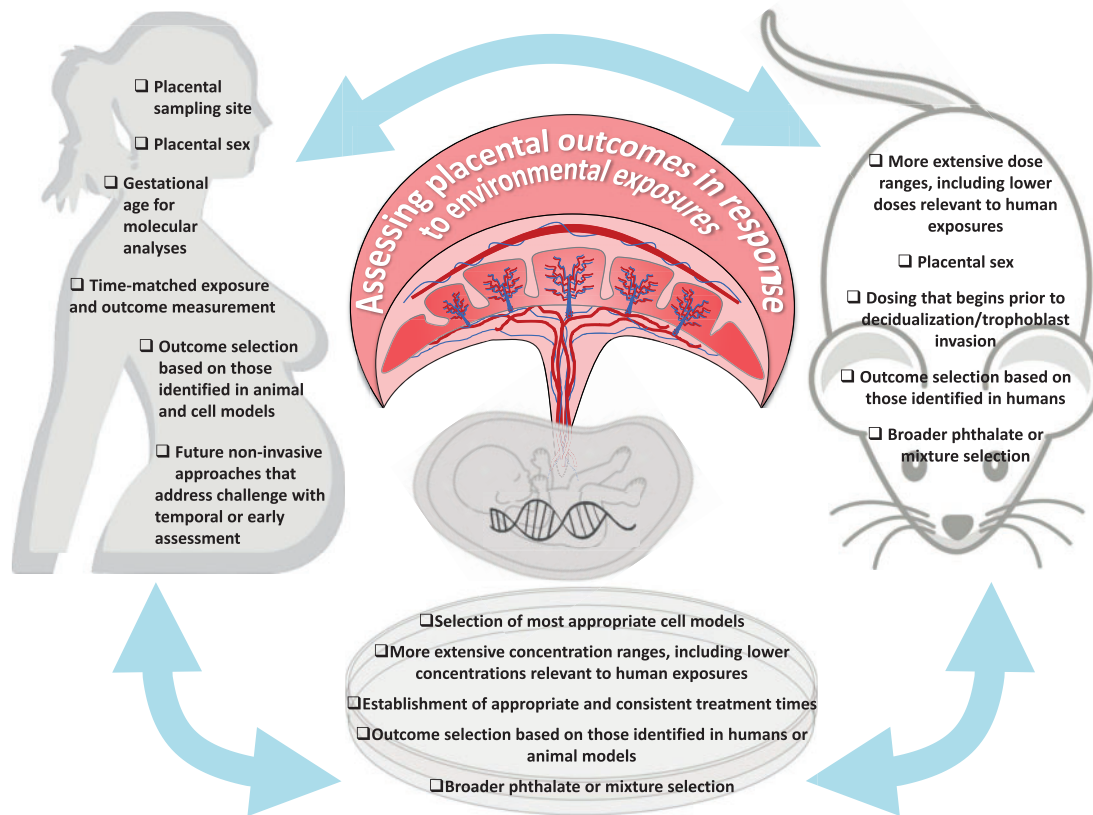 Assessing placental outcomes in response
to environmental exposures
❑ Placental
sampling site
❑ Placental sex
❑ Gestational
age for
molecular
analyses
❑ Time-matched exposure
and outcome measurement
❑ Outcome selection
based on those
identified in animal
and cell models
❑ Future non-invasive
approaches that
address challenge with
temporal or early
assessment
❑ More extensive dose
ranges, including lower
doses relevant to human
exposures
❑ Placental sex
❑ Dosing that begins prior to
decidualization/trophoblast
invasion
❑ Outcome selection based on
those identified in humans
❑ Broader phthalate or
mixture selection
❑Selection of most appropriate cell models
❑More extensive concentration ranges, including lower
concentrations relevant to human exposures
❑Establishment of appropriate and consistent treatment times
❑Outcome selection based on those identified in humans or
animal models
❑Broader phthalate or mixture selection